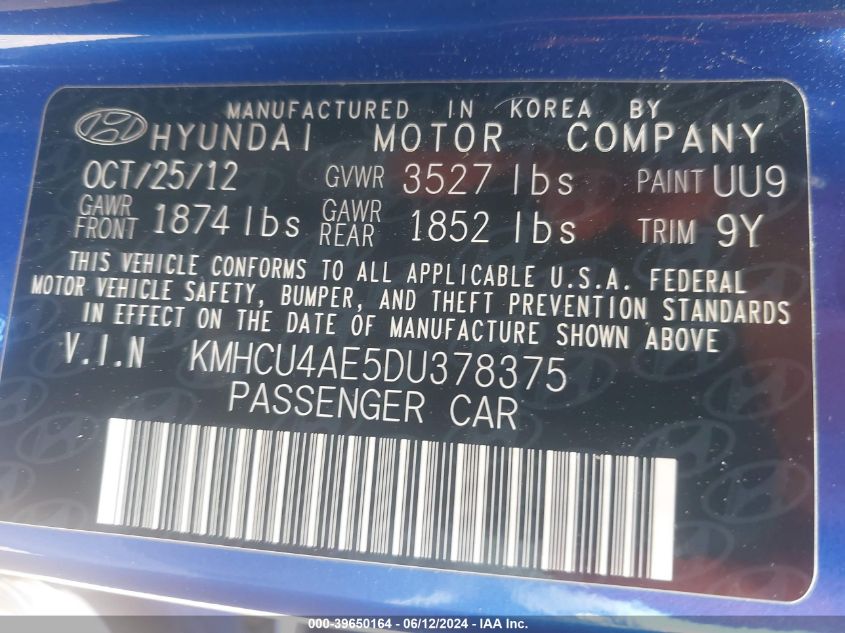 MANUFACTURED IN KOREA BY
HYUNDAI MOTOR COMPANY
OCT/25/12 GVWR 3527 lbs PAINT UU9
GAWR FRONT 1874 lbs GAWR REAR 1852 lbs TRIM 9Y
THIS VEHICLE CONFORMS TO ALL APPLICABLE U.S.A. FEDERAL
MOTOR VEHICLE SAFETY, BUMPER, AND THEFT PREVENTION STANDARDS
IN EFFECT ON THE DATE OF MANUFACTURE SHOWN ABOVE
V.I.N KMHCU4AE5DU378375
PASSENGER CAR
000-39650164 - 06/12/2024 - IAA Inc.